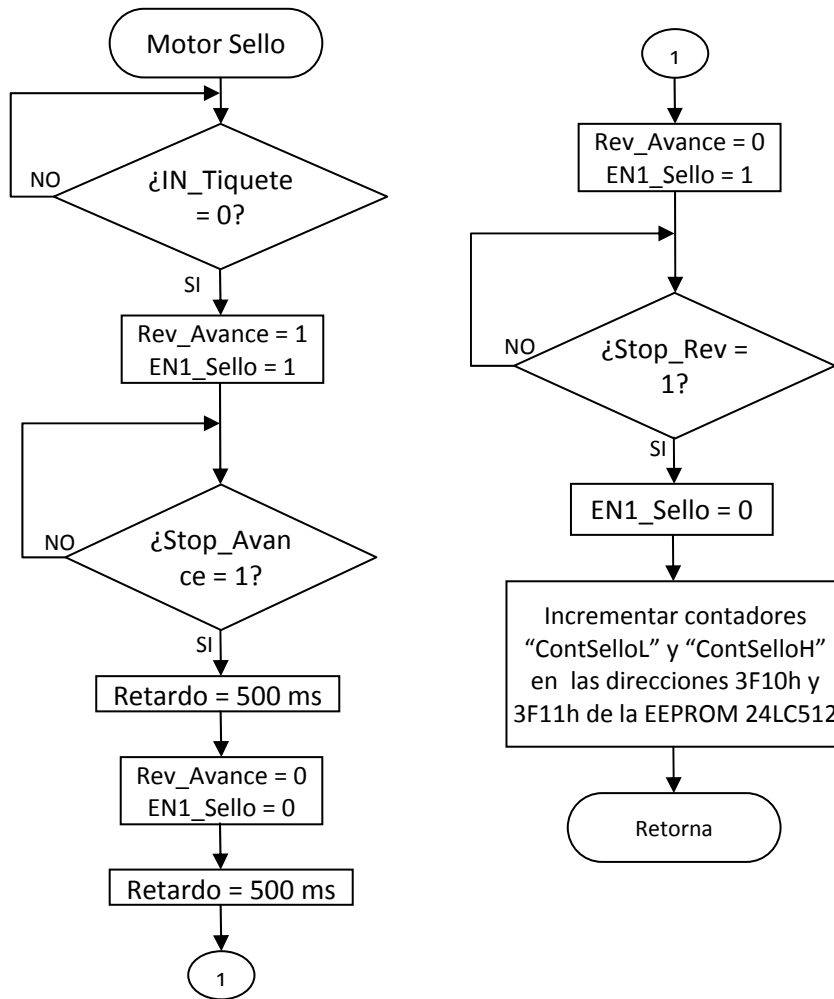 Motor Sello
¿IN_Tiquete
= 0?
NO
SI
Rev_Avance = 1
EN1_Sello = 1
¿Stop_Avan
ce = 1?
NO
SI
Retardo = 500 ms
Rev_Avance = 0
EN1_Sello = 0
Retardo = 500 ms
1
1
Rev_Avance = 0
EN1_Sello = 1
¿Stop_Rev =
1?
NO
SI
EN1_Sello = 0
Incrementar contadores
“ContSelloL” y “ContSelloH”
en las direcciones 3F10h y
3F11h de la EEPROM 24LC512
Retorna